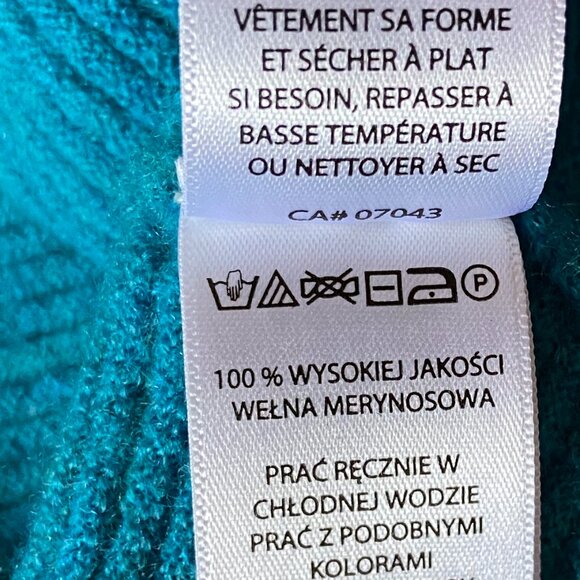 VÊTEMENT SA FORME
ET SÉCHER À PLAT
SI BESOIN, REPASSER À
BASSE TEMPÉRATURE
OU NETTOYER À SEC
CA# 07043
P
100 % WYSOKIEJ JAKOŚCI
WEŁNA MERYNOSOWA
PRAĆ RĘCZNIE W
CHŁODNEJ WODZIE
PRAĆ Z PODOBNYMI
KOLORAMI